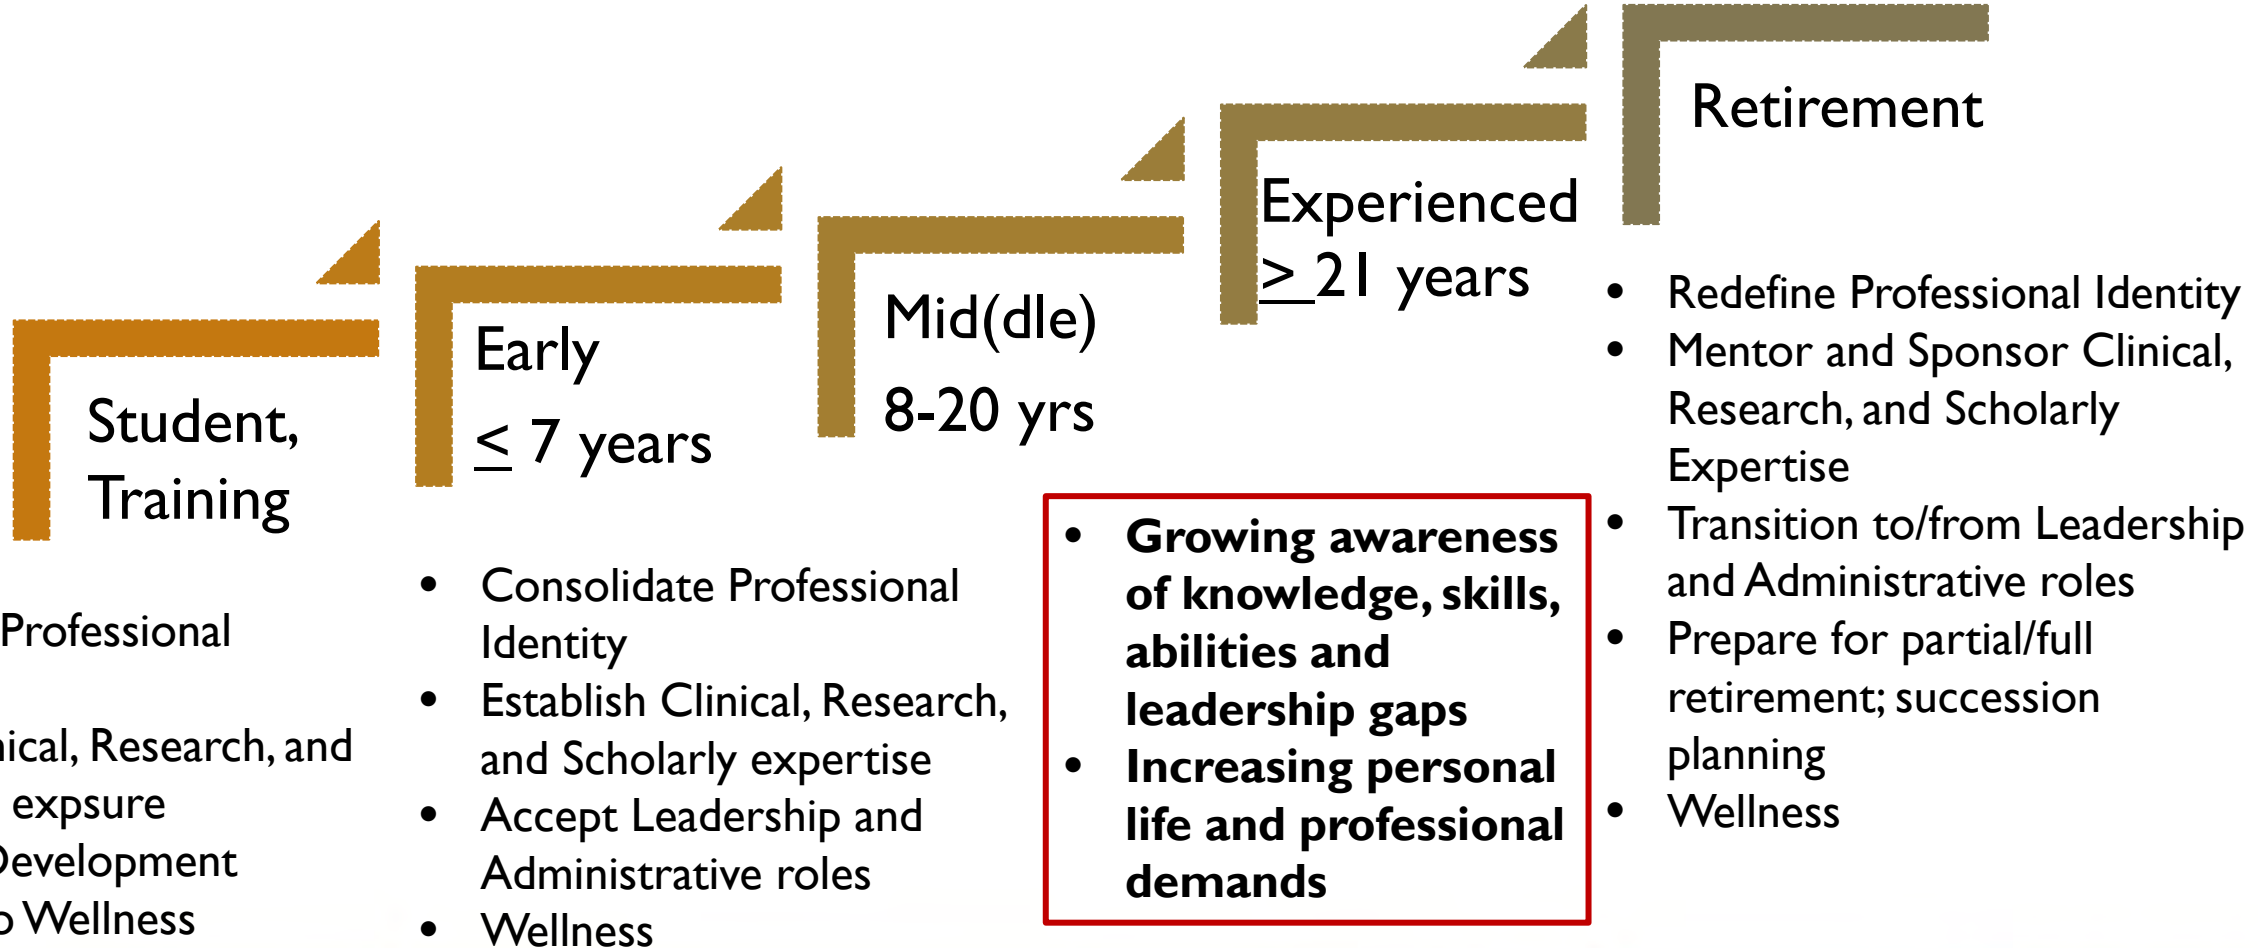 Student,
Training
Professional
Research, and
expsure
Development
Wellness
Early
≤ 7 years
• Consolidate Professional
Identity
• Establish Clinical, Research,
and Scholarly expertise
• Accept Leadership and
Administrative roles
• Wellness
Mid(dle)
8-20 yrs
Experienced
≥ 21 years
• Growing awareness
of knowledge, skills,
abilities and
leadership gaps
• Increasing personal
life and professional
demands
Retirement
• Redefine Professional Identity
• Mentor and Sponsor Clinical,
Research, and Scholarly
Expertise
• Transition to/from Leadership
and Administrative roles
• Prepare for partial/full
retirement; succession
planning
• Wellness